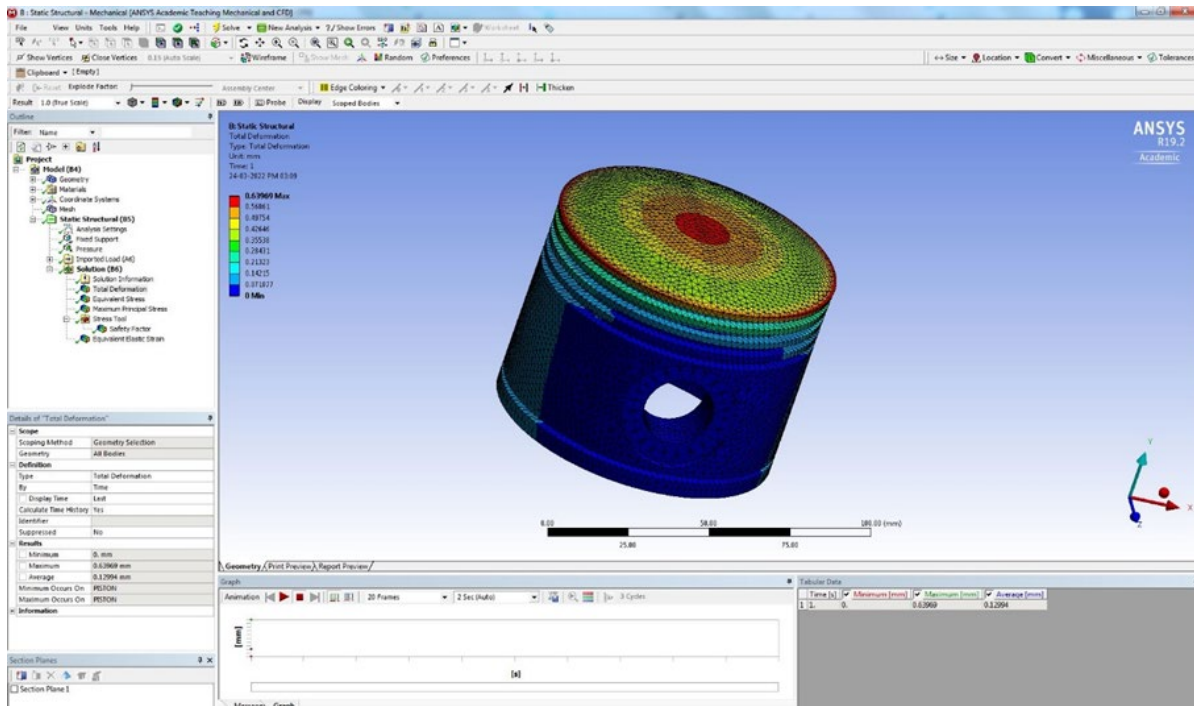 B : Static Structural - Mechanical [ANSYS Academic Teaching Mechanical and CFD]
File View Units Tools Help Solve New Analysis ?/ Show Errors Worksheet
Show Vertices Close Vertices 0.15 (Auto Scale) Wireframe Show Mesh Random Preferences Size Location Convert Miscellaneous Tolerances
Clipboard [Empty]
Reset Explode Factor: Assembly Center Edge Coloring Thicken
Result 1.0 (True Scale) Probe Display Scoped Bodies
Outline
Filter: Name
Project
Model (B4)
Geometry
Materials
Coordinate Systems
Mesh
Static Structural (B5)
Analysis Settings
Fixed Support
Pressure
Imported Load (A6)
Solution (B6)
Solution Information
Total Deformation
Equivalent Stress
Maximum Principal Stress
Stress Tool
Safety Factor
Equivalent Elastic Strain
Details of "Total Deformation"
Scope
Scoping Method Geometry Selection
Geometry All Bodies
Definition
Type Total Deformation
By Time
Display Time Last
Calculate Time History Yes
Identifier
Suppressed No
Results
Minimum 0. mm
Maximum 0.63969 mm
Average 0.12994 mm
Minimum Occurs On PISTON
Maximum Occurs On PISTON
Information
Section Planes
Section Plane 1
B: Static Structural
Total Deformation
Type: Total Deformation
Unit: mm
Time: 1
24-03-2022 PM 03:09
0.63969 Max
0.56861
0.49754
0.42646
0.35538
0.28431
0.21323
0.14215
0.071077
0 Min
ANSYS
R19.2
Academic
Y
X
Z
0.00 50.00 100.00 (mm)
25.00 75.00
Geometry Print Preview Report Preview
Graph
Animation 20 Frames 2 Sec (Auto) 3 Cycles
[mm]
[s]
Messages Graph
Tabular Data
Time [s] Minimum [mm] Maximum [mm] Average [mm]
1 1. 0. 0.63969 0.12994